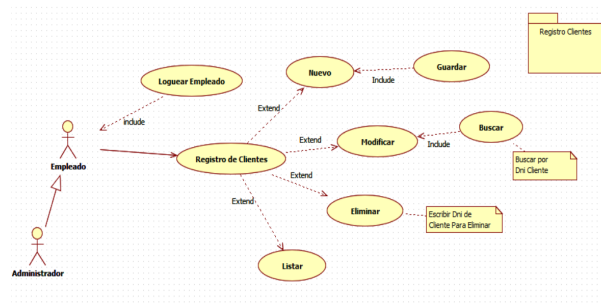 Registro Clientes
Loguear Empleado
Nuevo
Guardar
Include
Extend
include
Empleado
Registro de Clientes
Extend
Modificar
Include
Buscar
Buscar por
Dni Cliente
Extend
Eliminar
Escribir Dni de
Cliente Para Eliminar
Extend
Listar
Administrador